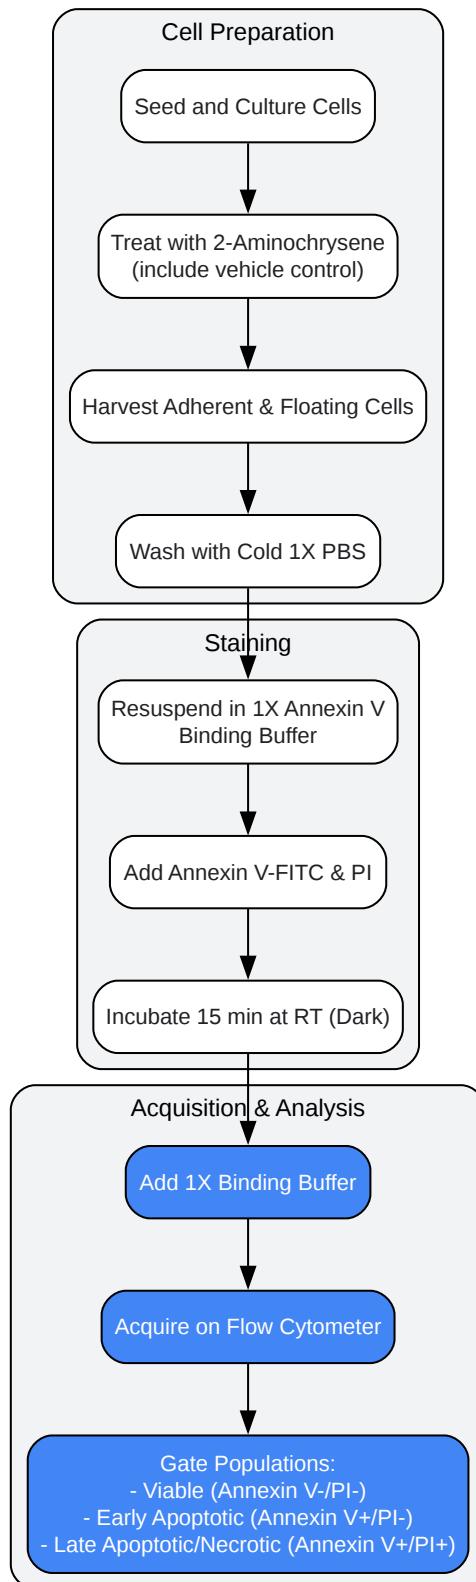 Cell Preparation
Seed and Culture Cells
Treat with 2-Aminochrysene
(include vehicle control)
Harvest Adherent & Floating Cells
Wash with Cold 1X PBS
Staining
Resuspend in 1X Annexin V
Binding Buffer
Add Annexin V-FITC & PI
Incubate 15 min at RT (Dark)
Acquisition & Analysis
Add 1X Binding Buffer
Acquire on Flow Cytometer
Gate Populations:
- Viable (Annexin V-/PI-)
- Early Apoptotic (Annexin V+/PI-)
- Late Apoptotic/Necrotic (Annexin V+/PI+)